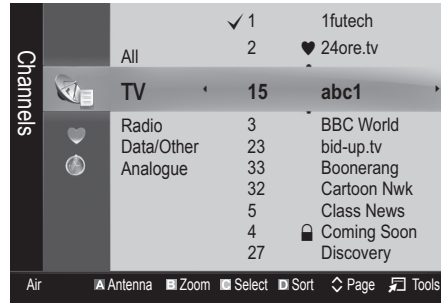 Channels
✓ 1 1futech
All 2 ♥ 24ore.tv
TV 15 abc1
Radio 3 BBC World
Data/Other 23 bid-up.tv
Analogue 33 Boonerang
32 Cartoon Nwk
5 Class News
4 Coming Soon
27 Discovery
Air A Antenna B Zoom C Select D Sort Page Tools